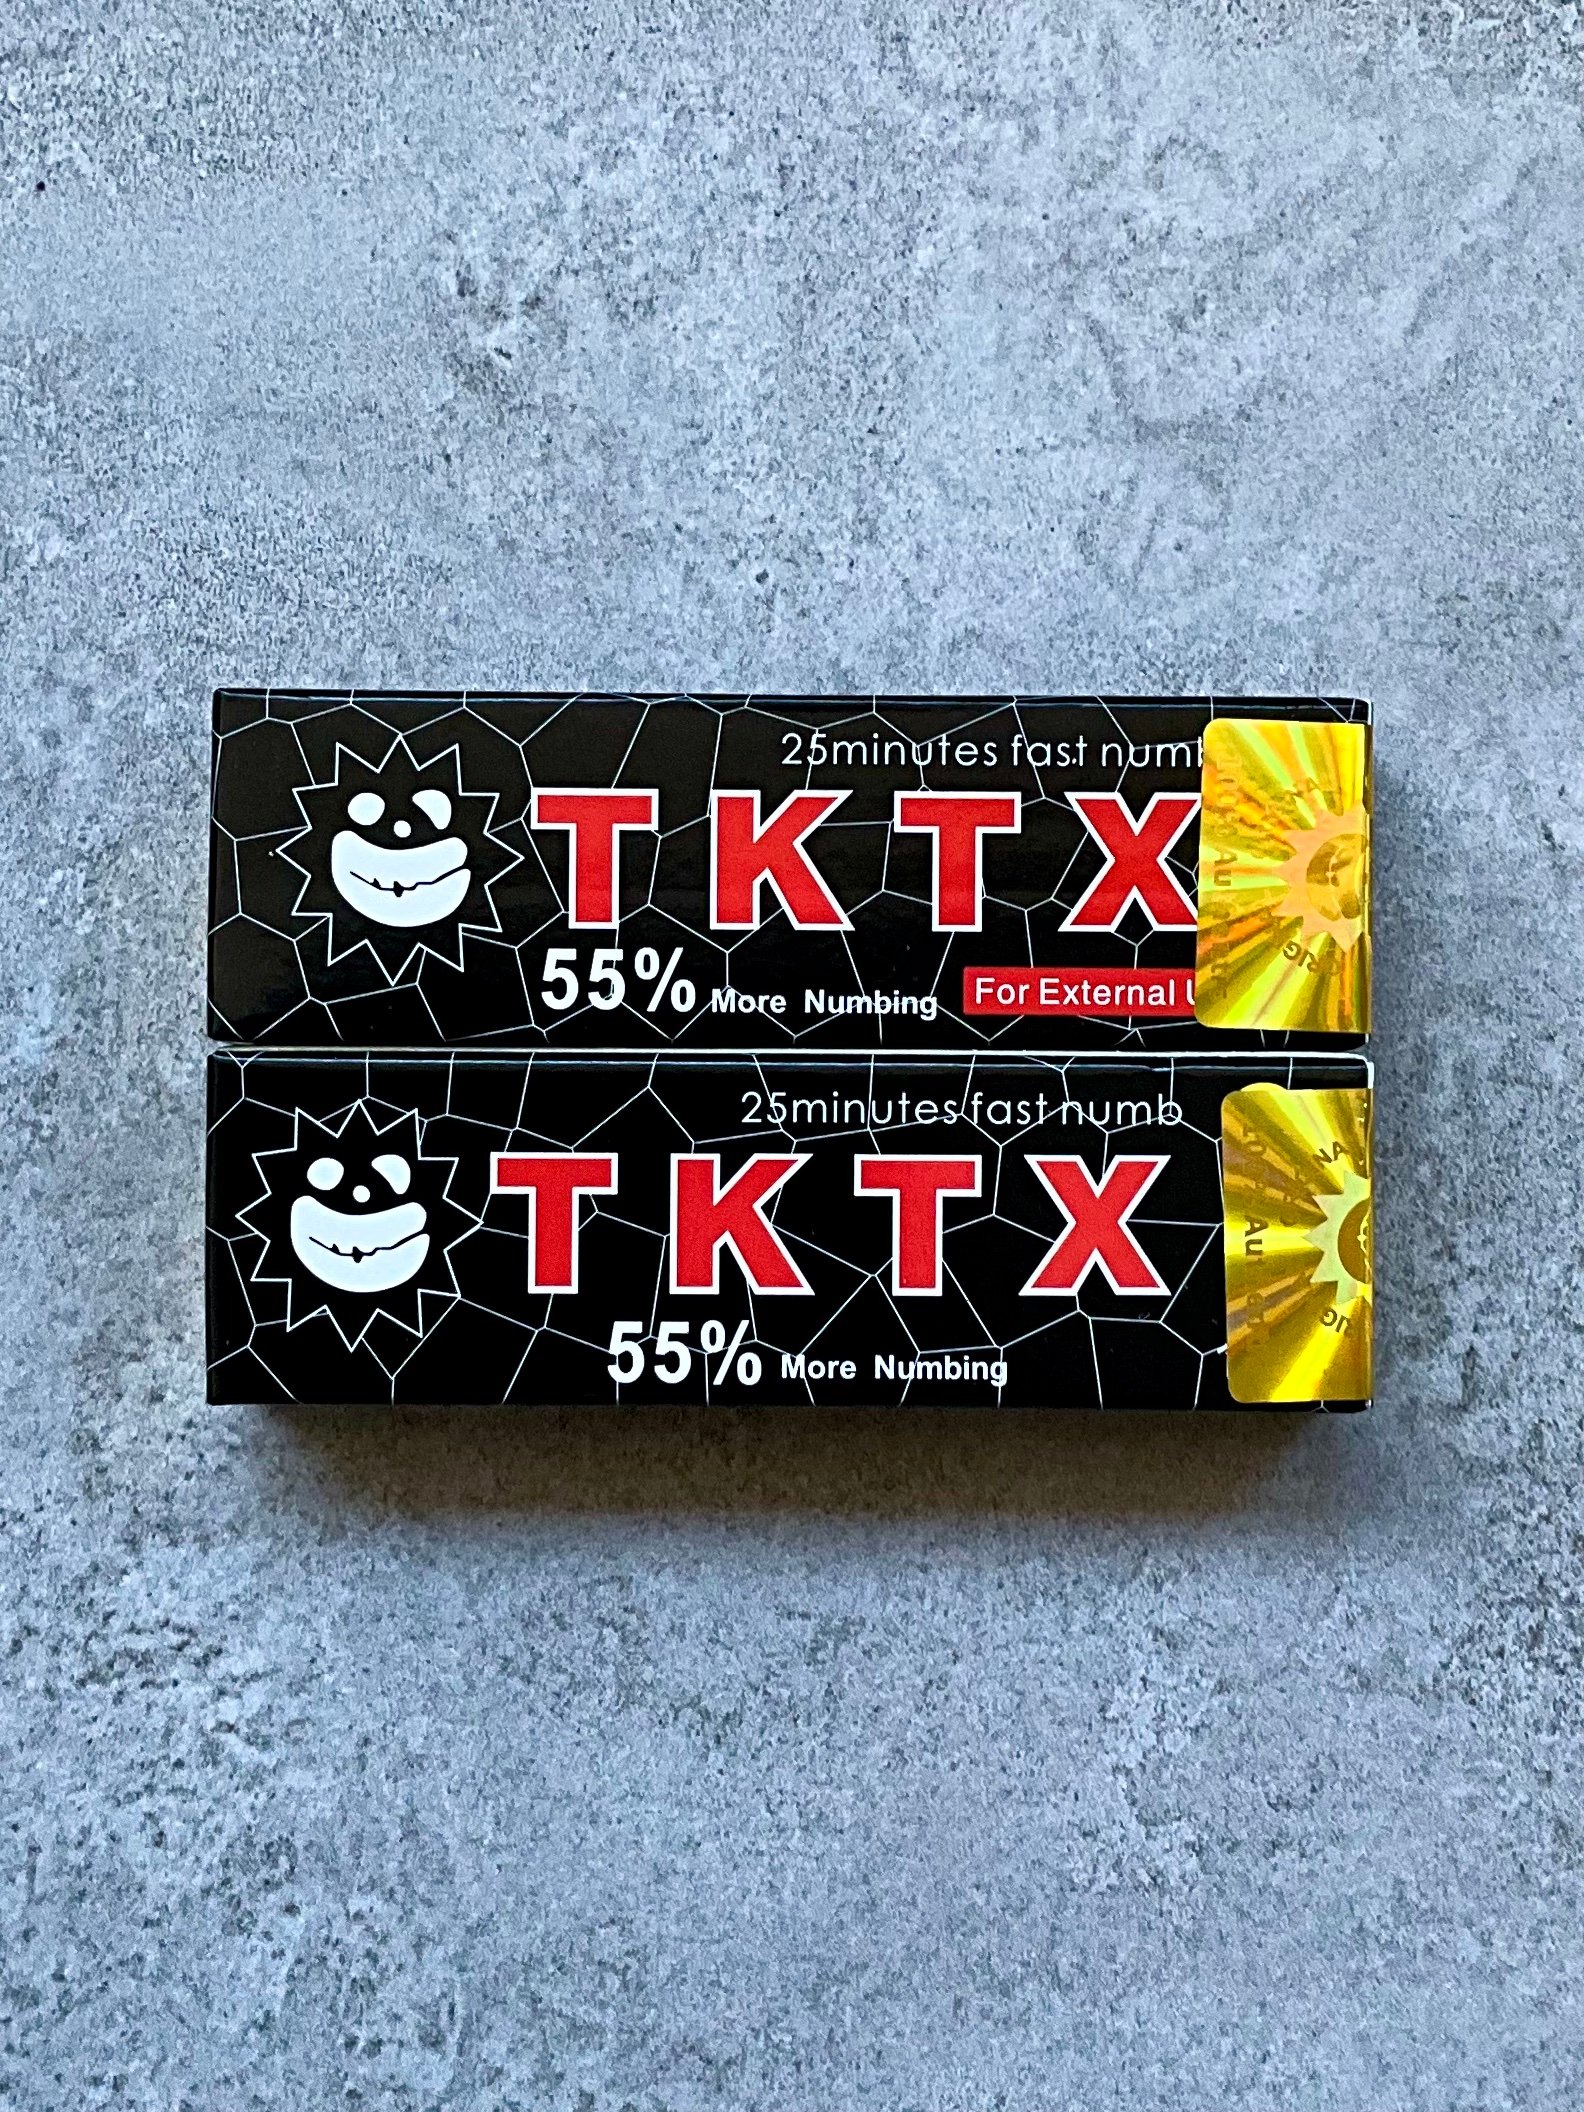 25minutes fast numb
TKTX
55% More Numbing
For External
25minutes fast numb
TKTX
55% More Numbing